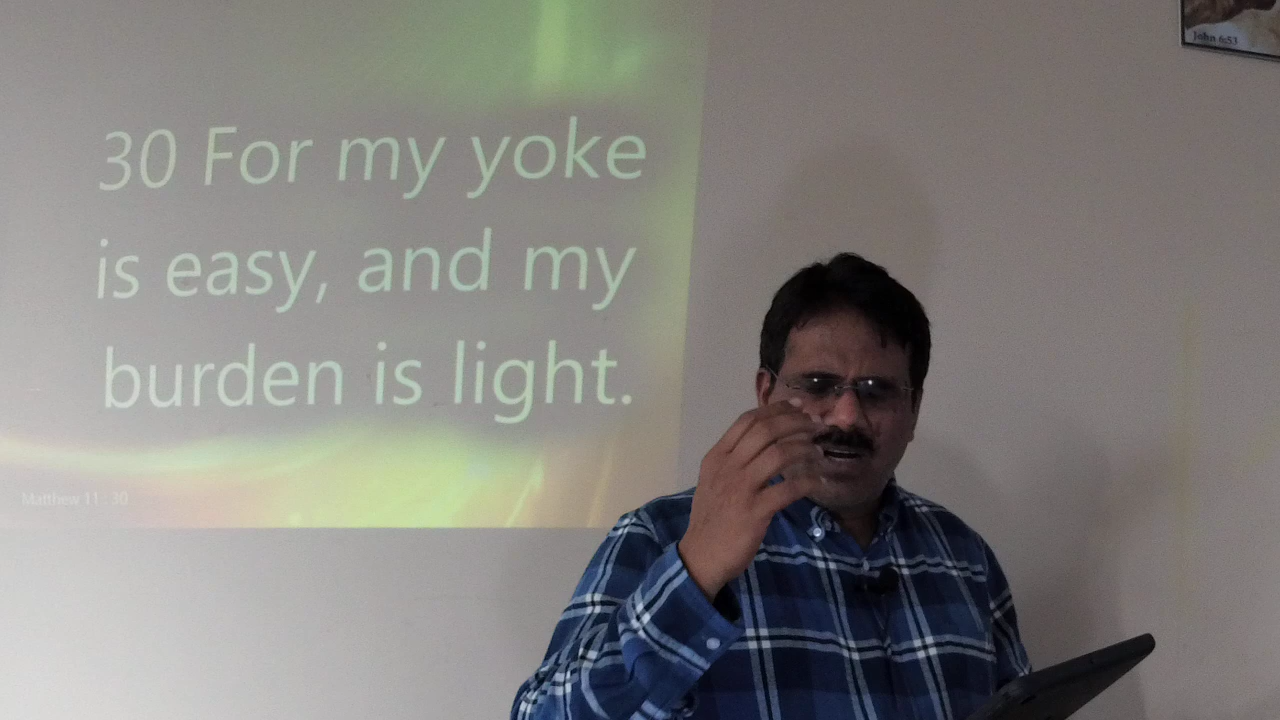 30 For my yoke
is easy, and my
burden is light.
Matthew 11 : 30
John 6:53